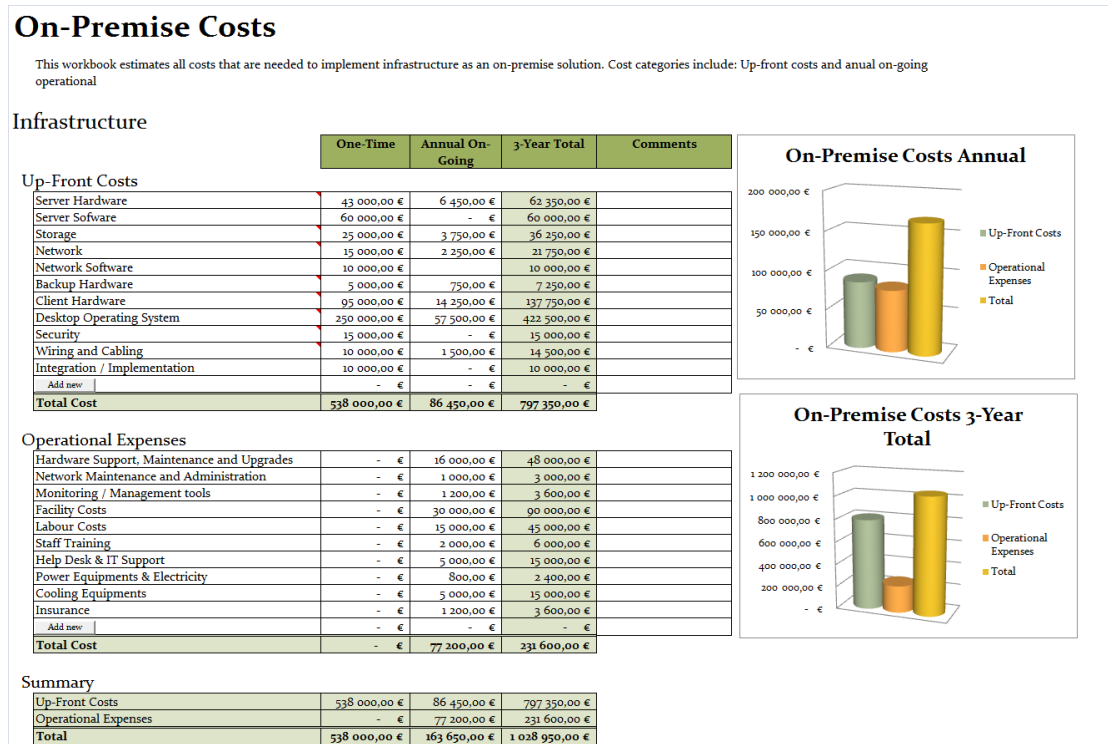 On-Premise Costs
This workbook estimates all costs that are needed to implement infrastructure as an on-premise solution. Cost categories include: Up-front costs and anual on-going
operational
Infrastructure
One-Time Annual On-Going 3-Year Total Comments
Up-Front Costs
Server Hardware 43 000,00 € 6 450,00 € 62 350,00 €
Server Sofware 60 000,00 € - € 60 000,00 €
Storage 25 000,00 € 3 750,00 € 36 250,00 €
Network 15 000,00 € 2 250,00 € 21 750,00 €
Network Software 10 000,00 € 10 000,00 €
Backup Hardware 5 000,00 € 750,00 € 7 250,00 €
Client Hardware 95 000,00 € 14 250,00 € 137 750,00 €
Desktop Operating System 250 000,00 € 57 500,00 € 422 500,00 €
Security 15 000,00 € - € 15 000,00 €
Wiring and Cabling 10 000,00 € 1 500,00 € 14 500,00 €
Integration / Implementation 10 000,00 € - € 10 000,00 €
Add new - € - € - €
Total Cost 538 000,00 € 86 450,00 € 797 350,00 €
Operational Expenses
Hardware Support, Maintenance and Upgrades - € 16 000,00 € 48 000,00 €
Network Maintenance and Administration - € 1 000,00 € 3 000,00 €
Monitoring / Management tools - € 1 200,00 € 3 600,00 €
Facility Costs - € 30 000,00 € 90 000,00 €
Labour Costs - € 15 000,00 € 45 000,00 €
Staff Training - € 2 000,00 € 6 000,00 €
Help Desk & IT Support - € 5 000,00 € 15 000,00 €
Power Equipments & Electricity - € 800,00 € 2 400,00 €
Cooling Equipments - € 5 000,00 € 15 000,00 €
Insurance - € 1 200,00 € 3 600,00 €
Add new - € - € - €
Total Cost - € 77 200,00 € 231 600,00 €
Summary
Up-Front Costs 538 000,00 € 86 450,00 € 797 350,00 €
Operational Expenses - € 77 200,00 € 231 600,00 €
Total 538 000,00 € 163 650,00 € 1 028 950,00 €
On-Premise Costs Annual
200 000,00 €
150 000,00 €
100 000,00 €
50 000,00 €
- €
Up-Front Costs
Operational
Expenses
Total
On-Premise Costs 3-Year
Total
1 200 000,00 €
1 000 000,00 €
800 000,00 €
600 000,00 €
400 000,00 €
200 000,00 €
- €
Up-Front Costs
Operational
Expenses
Total